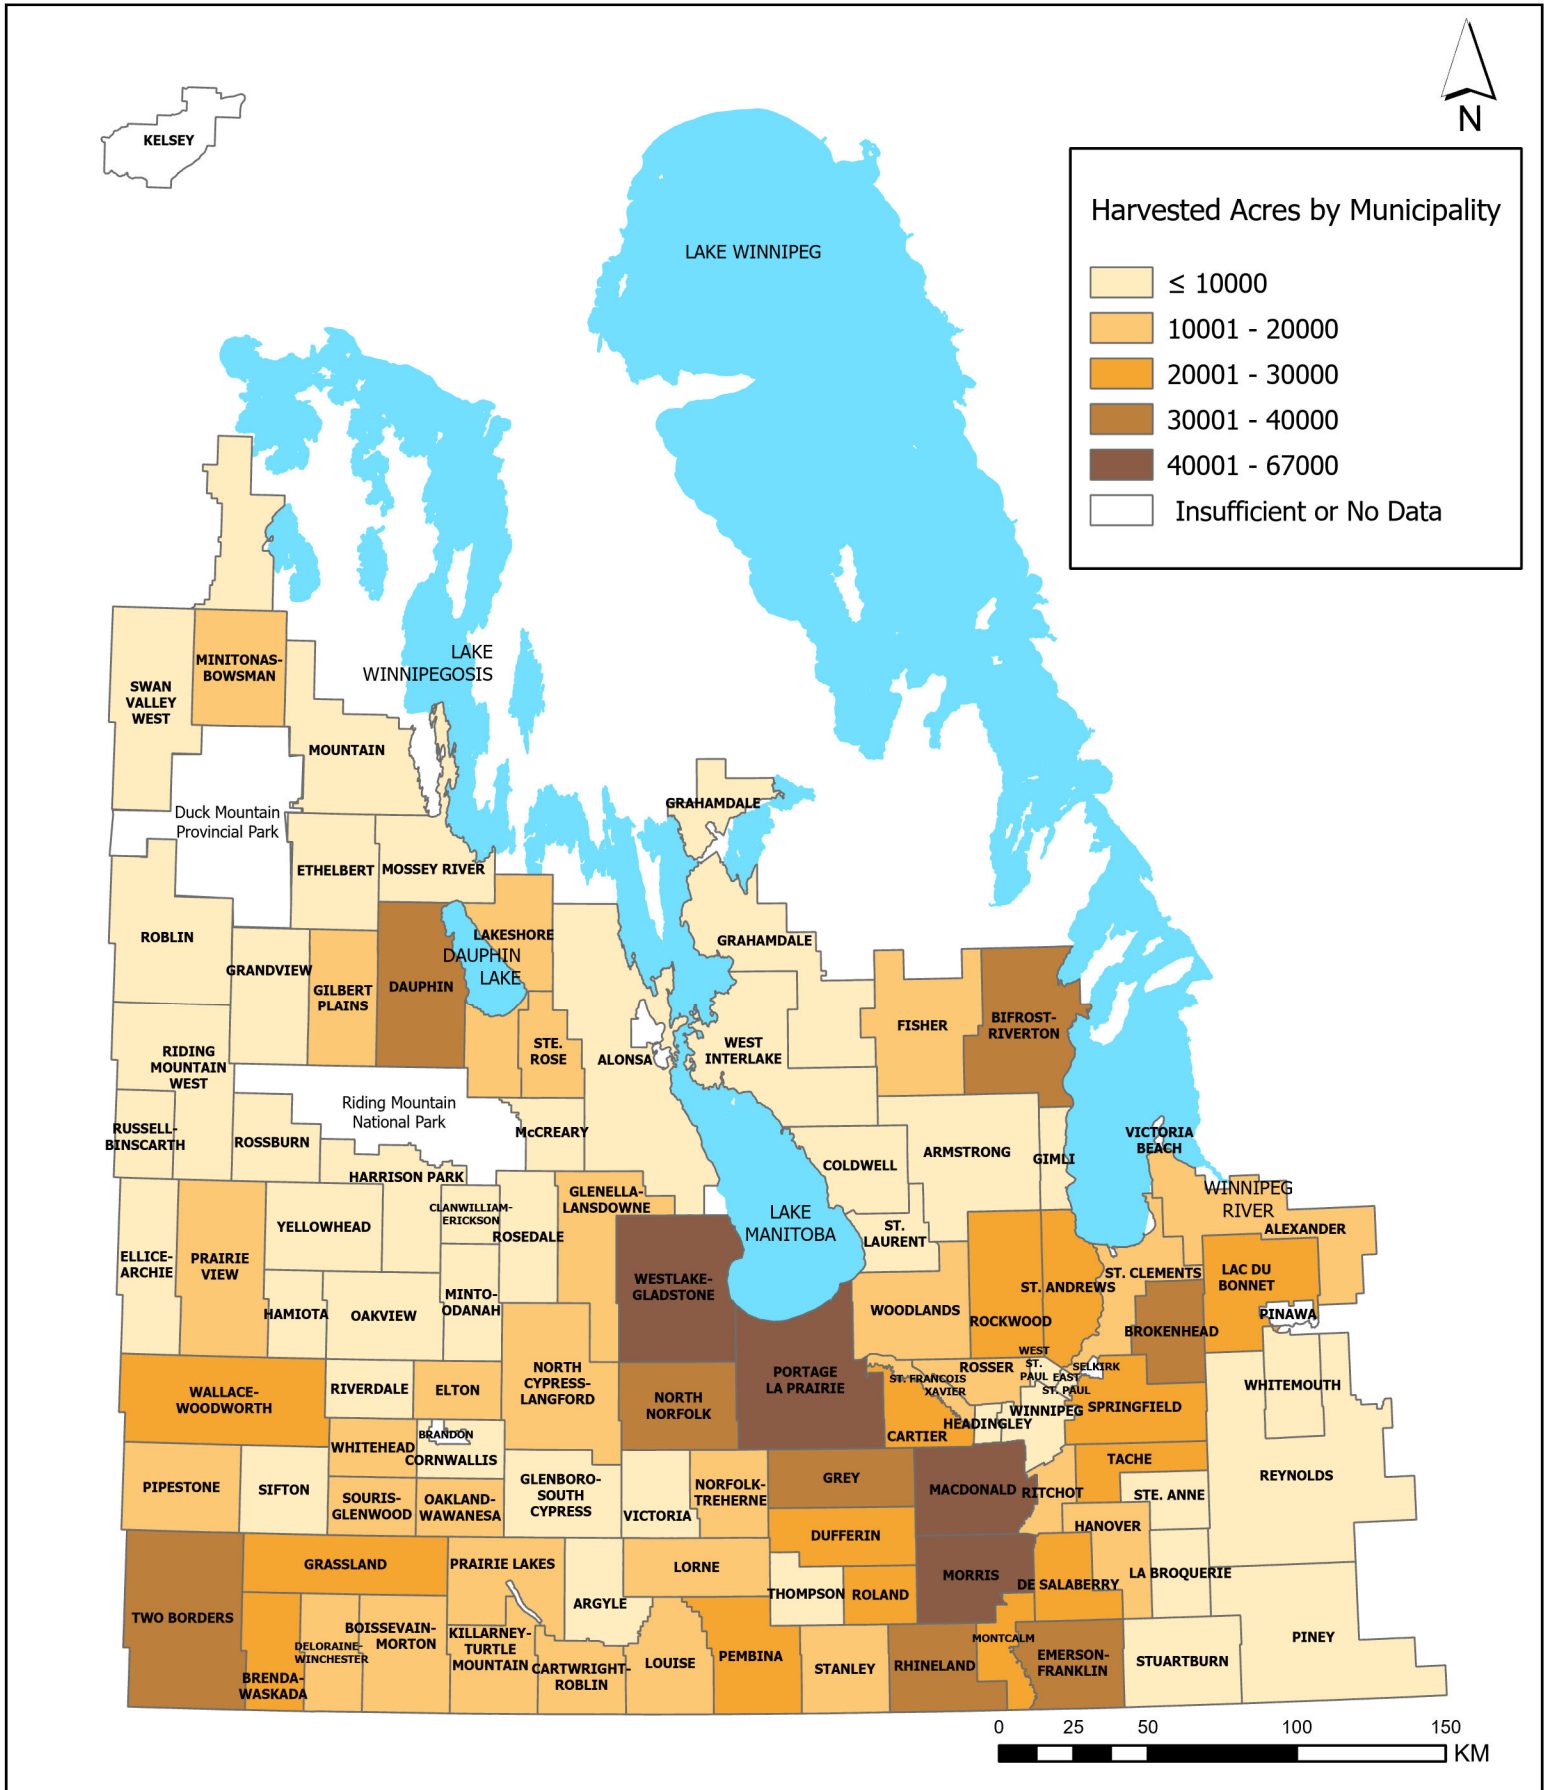 N
KELSEY
Harvested Acres by Municipality
≤ 10000
10001 - 20000
20001 - 30000
30001 - 40000
40001 - 67000
Insufficient or No Data
LAKE WINNIPEG
LAKE
WINNIPEGOSIS
MINITONAS-
BOWSMAN
SWAN
VALLEY
WEST
MOUNTAIN
Duck Mountain
Provincial Park
GRAHAMDALE
ETHELBERT
MOSSEY RIVER
ROBLIN
LAKESHORE
GRAHAMDALE
DAUPHIN
LAKE
GRANDVIEW
GILBERT
PLAINS
DAUPHIN
FISHER
BIFROST-
RIVERTON
STE.
ROSE
ALONSA
WEST
INTERLAKE
RIDING
MOUNTAIN
WEST
Riding Mountain
National Park
RUSSELL-
BINSCARTH
ROSSBURN
McCREARY
VICTORIA
BEACH
ARMSTRONG
GIMLI
COLDWELL
HARRISON PARK
GLENELLA-
LANSDOWNE
WINNIPEG
RIVER
ALEXANDER
CLANWILLIAM-
ERICKSON
YELLOWHEAD
ROSEDALE
LAKE
MANITOBA
ST.
LAURENT
ELLICE-
ARCHIE
PRAIRIE
VIEW
WESTLAKE-
GLADSTONE
ST. CLEMENTS
LAC DU
BONNET
ST. ANDREWS
MINTO-
ODANAH
HAMIOTA
OAKVIEW
WOODLANDS
ROCKWOOD
PINAWA
BROKENHEAD
WEST
ST.
PAUL
ROSSER
SELKIRK
EAST
ST. PAUL
ST. FRANCOIS
XAVIER
NORTH
CYPRESS-
LANGFORD
PORTAGE
LA PRAIRIE
WHITEMOUTH
WALLACE-
WOODWORTH
RIVERDALE
ELTON
NORTH
NORFOLK
WINNIPEG
SPRINGFIELD
HEADINGLEY
CARTIER
BRANDON
WHITEHEAD
CORNWALLIS
TACHE
REYNOLDS
PIPESTONE
SIFTON
GLENBORO-
SOUTH
CYPRESS
GREY
MACDONALD
RITCHOT
STE. ANNE
NORFOLK-
TREHERNE
SOURIS-
GLENWOOD
OAKLAND-
WAWANESA
VICTORIA
HANOVER
DUFFERIN
GRASSLAND
PRAIRIE LAKES
LORNE
MORRIS
LA BROQUERIE
DE SALABERRY
THOMPSON
ROLAND
ARGYLE
TWO BORDERS
BOISSEVAIN-
MORTON
DELORAINE-
WINCHESTER
KILLARNEY-
TURTLE
MOUNTAIN
MONTCALM
PINEY
BRENDA-
WASKADA
CARTWRIGHT-
ROBLIN
LOUISE
PEMBINA
STANLEY
RHINELAND
EMERSON-
FRANKLIN
STUARTBURN
0 25 50 100 150
KM